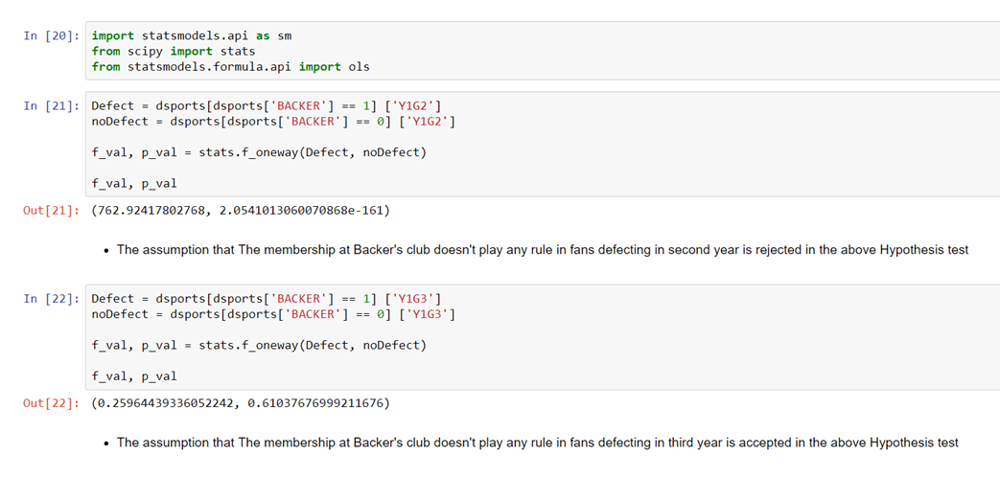 In [20]: import statsmodels.api as sm
from scipy import stats
from statsmodels.formula.api import ols
In [21]: Defect = dsports[dsports['BACKER'] == 1] ['Y1G2']
noDefect = dsports[dsports['BACKER'] == 0] ['Y1G2']
f_val, p_val = stats.f_oneway(Defect, noDefect)
f_val, p_val
Out[21]: (762.92417802768, 2.0541013060070868e-161)
• The assumption that The membership at Backer's club doesn't play any rule in fans defecting in second year is rejected in the above Hypothesis test
In [22]: Defect = dsports[dsports['BACKER'] == 1] ['Y1G3']
noDefect = dsports[dsports['BACKER'] == 0] ['Y1G3']
f_val, p_val = stats.f_oneway(Defect, noDefect)
f_val, p_val
Out[22]: (0.25964439336052242, 0.61037676999211676)
• The assumption that The membership at Backer's club doesn't play any rule in fans defecting in third year is accepted in the above Hypothesis test